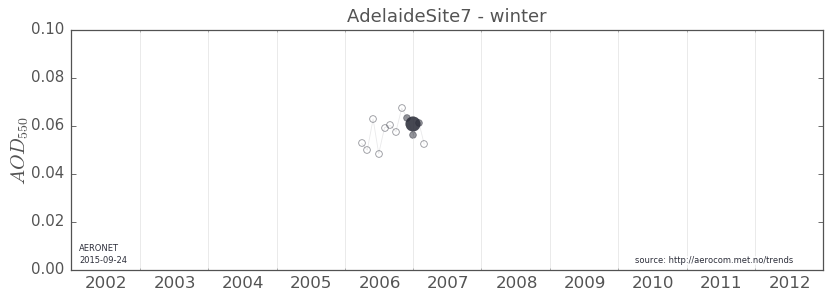 AdelaideSite7 - winter
0.10
0.08
0.06
0.04
0.02
0.00
AOD550
AERONET
2015-09-24
source: http://aerocom.met.no/trends
2002 2003 2004 2005 2006 2007 2008 2009 2010 2011 2012